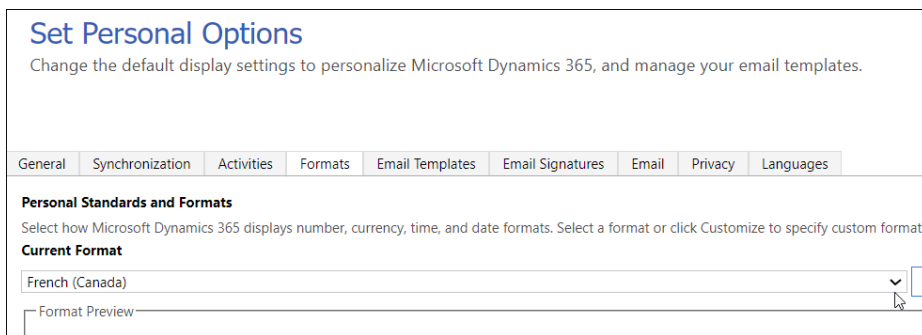 Set Personal Options
Change the default display settings to personalize Microsoft Dynamics 365, and manage your email templates.
General Synchronization Activities Formats Email Templates Email Signatures Email Privacy Languages
Personal Standards and Formats
Select how Microsoft Dynamics 365 displays number, currency, time, and date formats. Select a format or click Customize to specify custom format
Current Format
French (Canada)
Format Preview